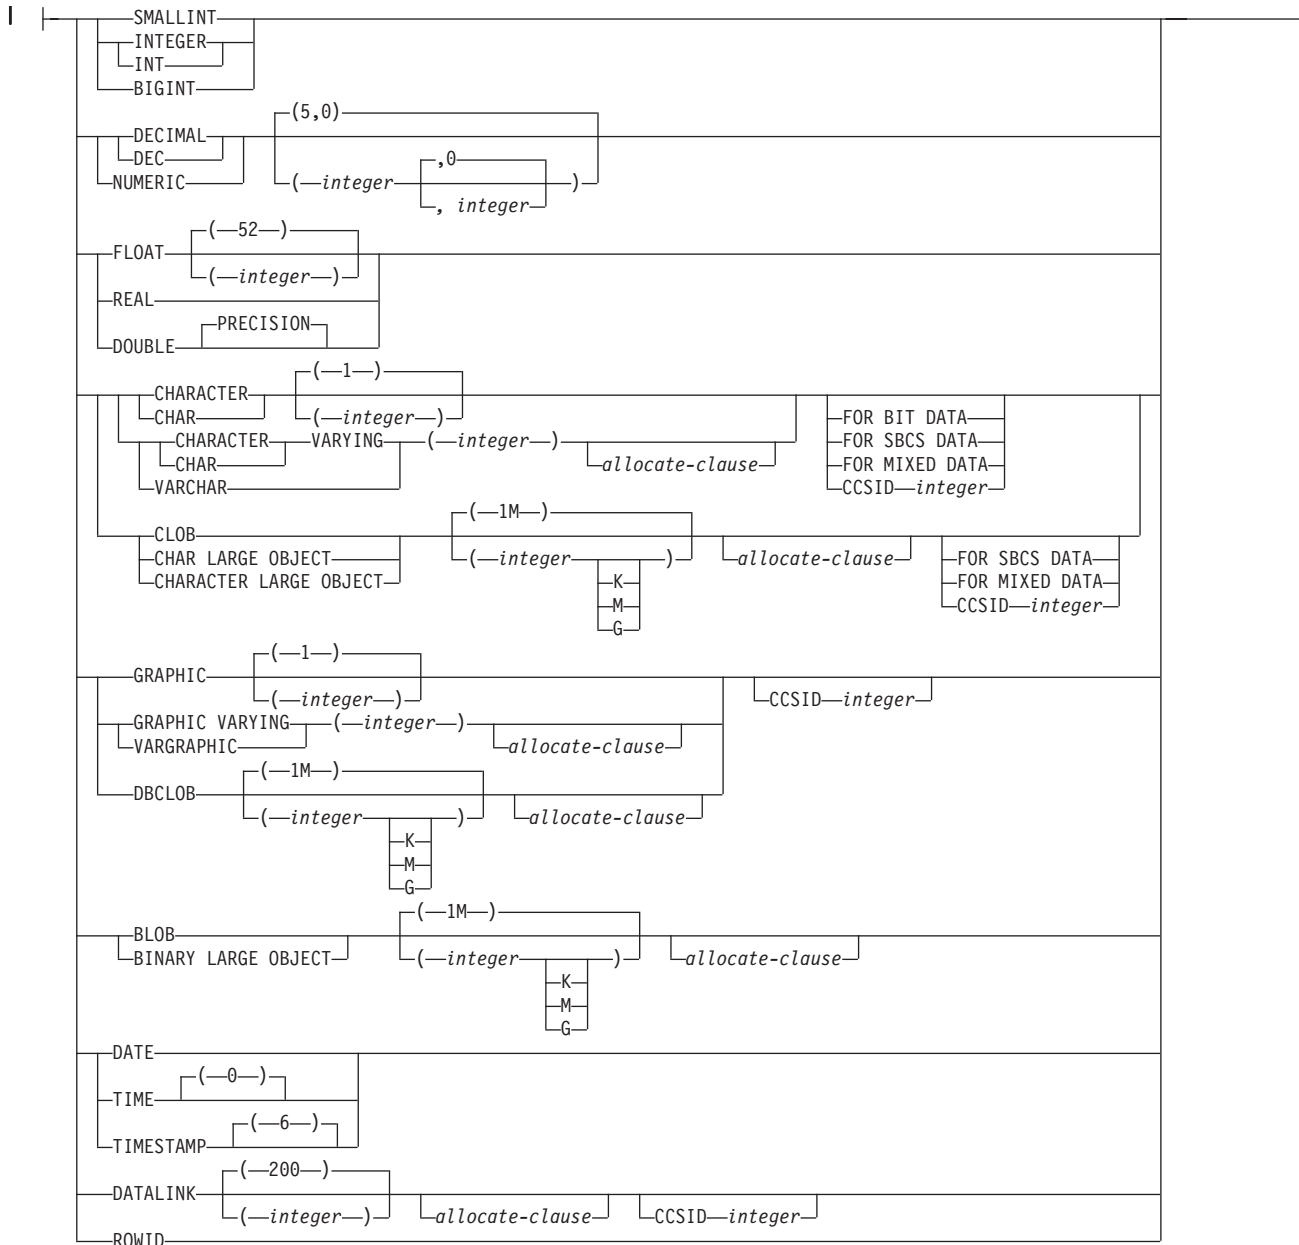 SMALLINT
INTEGER
INT
BIGINT
(5,0)
DECIMAL
DEC
,0
NUMERIC ( integer )
, integer
( 52 )
FLOAT
( integer )
REAL
PRECISION
DOUBLE
( 1 )
CHARACTER
CHAR ( integer ) FOR BIT DATA
CHARACTER VARYING ( integer ) FOR SBCS DATA
CHAR allocate-clause FOR MIXED DATA
VARCHAR CCSID integer
( 1M )
CLOB
CHAR LARGE OBJECT ( integer ) allocate-clause FOR SBCS DATA
CHARACTER LARGE OBJECT K FOR MIXED DATA
M CCSID integer
G
( 1 )
GRAPHIC
( integer ) CCSID integer
GRAPHIC VARYING ( integer )
VARGRAPHIC allocate-clause
( 1M )
DBCLOB
( integer ) allocate-clause
K
M
G
( 1M )
BLOB
BINARY LARGE OBJECT ( integer ) allocate-clause
K
M
G
DATE
( 0 )
TIME
( 6 )
TIMESTAMP
( 200 )
DATALINK
( integer ) allocate-clause CCSID integer
ROWID